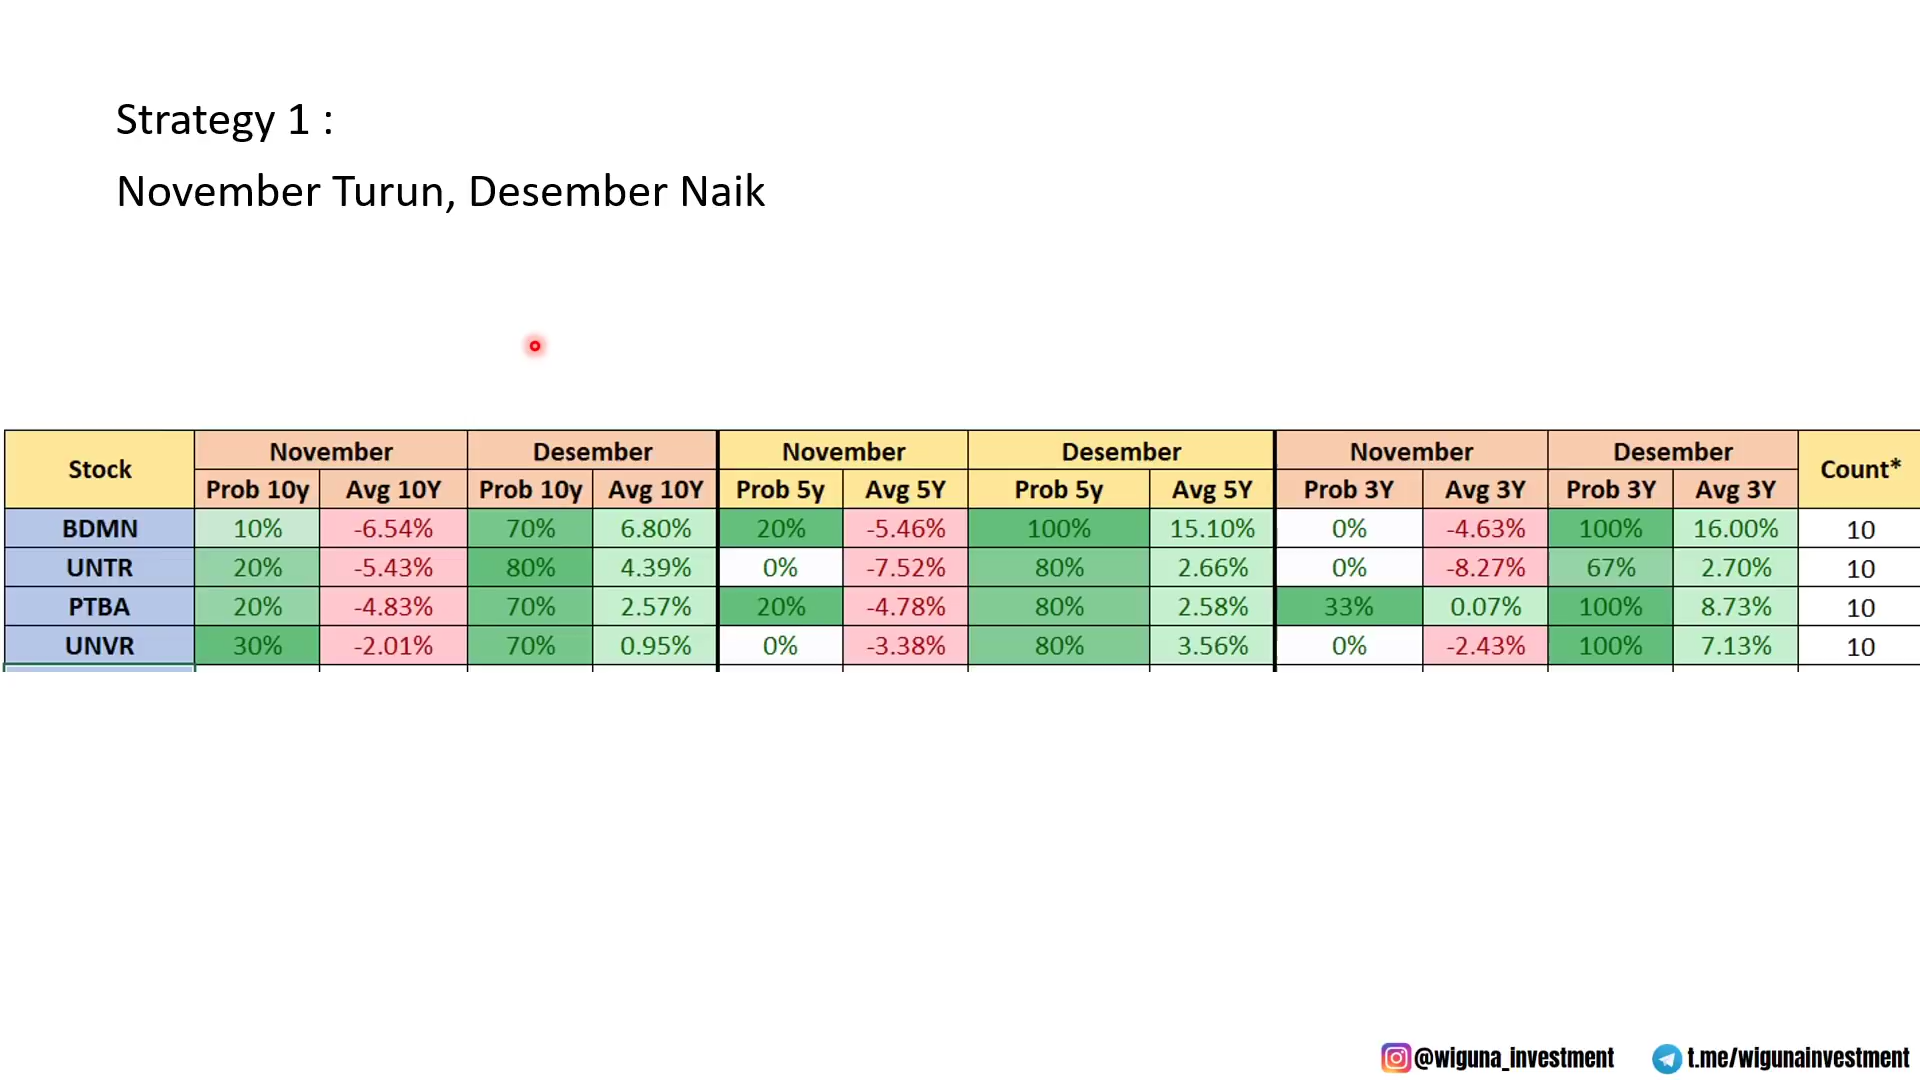 Strategy 1 :
November Turun, Desember Naik
Stock November Desember November Desember November Desember Count*
Prob 10y Avg 10Y Prob 10y Avg 10Y Prob 5y Avg 5Y Prob 5y Avg 5Y Prob 3Y Avg 3Y Prob 3Y Avg 3Y
BDMN 10% -6.54% 70% 6.80% 20% -5.46% 100% 15.10% 0% -4.63% 100% 16.00% 10
UNTR 20% -5.43% 80% 4.39% 0% -7.52% 80% 2.66% 0% -8.27% 67% 2.70% 10
PTBA 20% -4.83% 70% 2.57% 20% -4.78% 80% 2.58% 33% 0.07% 100% 8.73% 10
UNVR 30% -2.01% 70% 0.95% 0% -3.38% 80% 3.56% 0% -2.43% 100% 7.13% 10
@wiguna_investment t.me/wigunainvestment